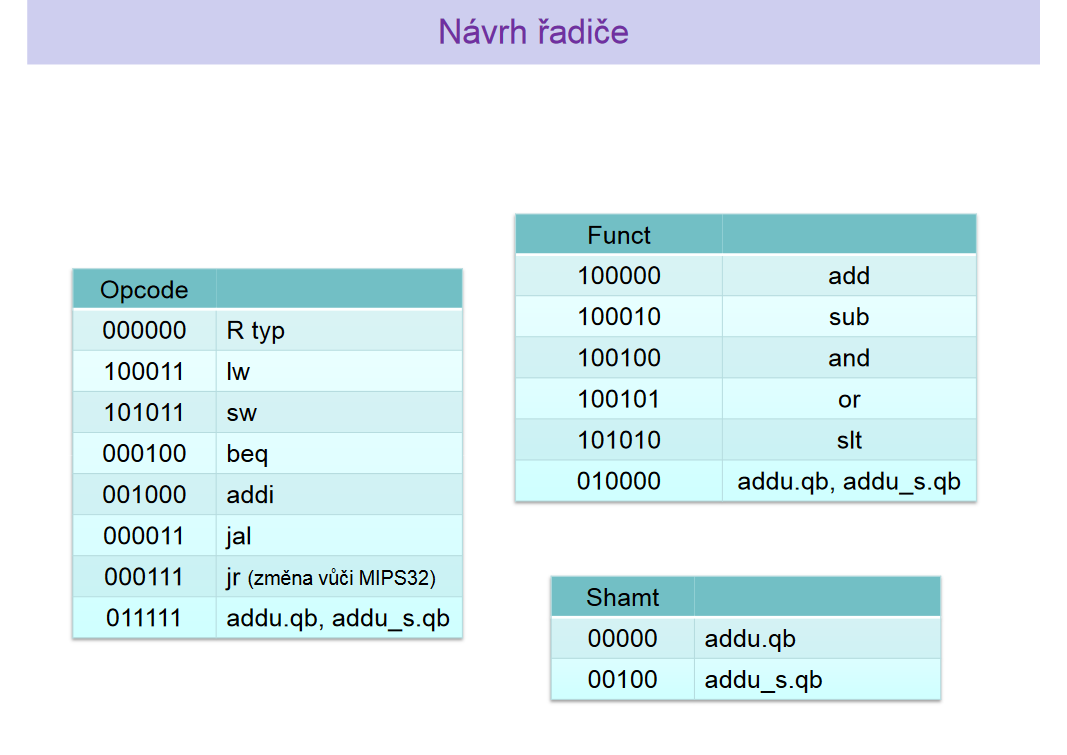 Návrh řadiče
Opcode
000000 R typ
100011 lw
101011 sw
000100 beq
001000 addi
000011 jal
000111 jr (změna vůči MIPS32)
011111 addu.qb, addu_s.qb
Funct
100000 add
100010 sub
100100 and
100101 or
101010 slt
010000 addu.qb, addu_s.qb
Shamt
00000 addu.qb
00100 addu_s.qb